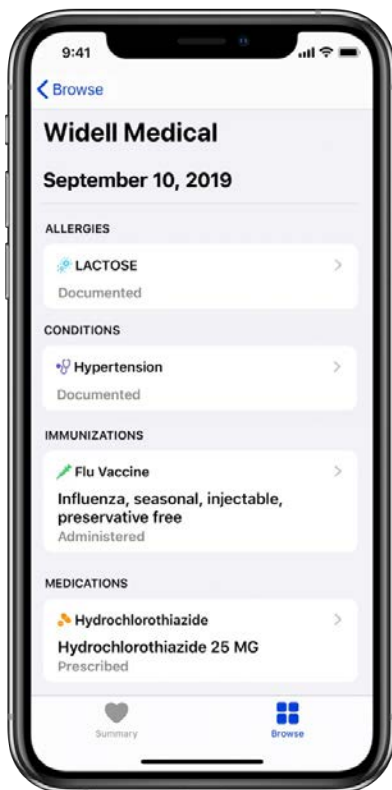 9:41
Browse
Widell Medical
September 10, 2019
ALLERGIES
LACTOSE
Documented
CONDITIONS
Hypertension
Documented
IMMUNIZATIONS
Flu Vaccine
Influenza, seasonal, injectable,
preservative free
Administered
MEDICATIONS
Hydrochlorothiazide
Hydrochlorothiazide 25 MG
Prescribed
Summary
Browse